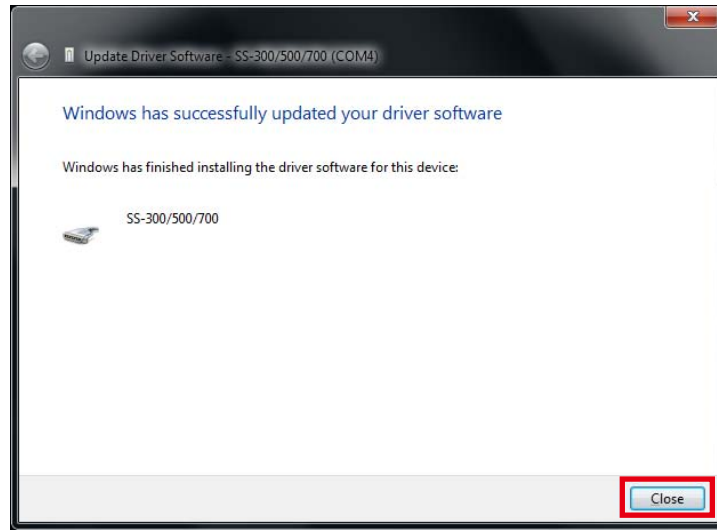 Update Driver Software - SS-300/500/700 (COM4)
Windows has successfully updated your driver software
Windows has finished installing the driver software for this device:
SS-300/500/700
Close